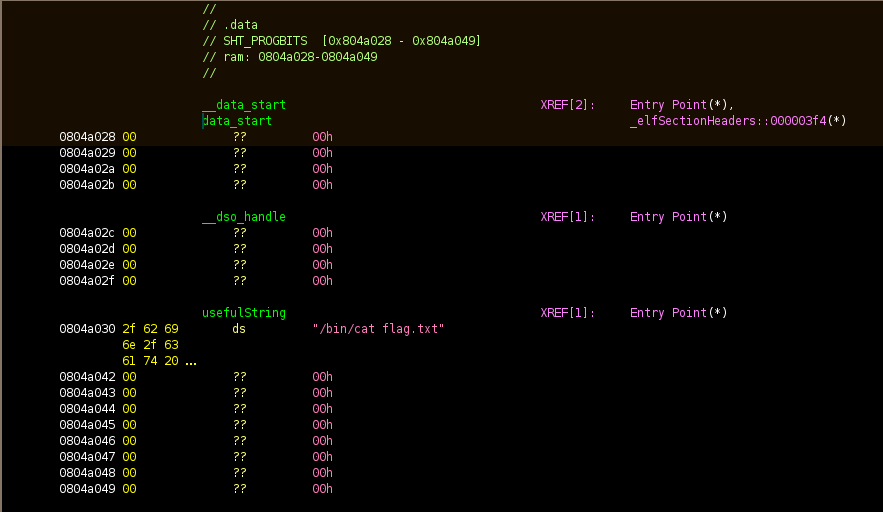 //
// .data
// SHT_PROGBITS  [0x804a028 - 0x804a049]
// ram: 0804a028-0804a049
//
__data_start XREF[2]: Entry Point(*),
data_start _elfSectionHeaders::000003f4(*)
0804a028 00 ?? 00h
0804a029 00 ?? 00h
0804a02a 00 ?? 00h
0804a02b 00 ?? 00h
__dso_handle XREF[1]: Entry Point(*)
0804a02c 00 ?? 00h
0804a02d 00 ?? 00h
0804a02e 00 ?? 00h
0804a02f 00 ?? 00h
usefulString XREF[1]: Entry Point(*)
0804a030 2f 62 69 ds "/bin/cat flag.txt"
6e 2f 63
61 74 20 ...
0804a042 00 ?? 00h
0804a043 00 ?? 00h
0804a044 00 ?? 00h
0804a045 00 ?? 00h
0804a046 00 ?? 00h
0804a047 00 ?? 00h
0804a048 00 ?? 00h
0804a049 00 ?? 00h